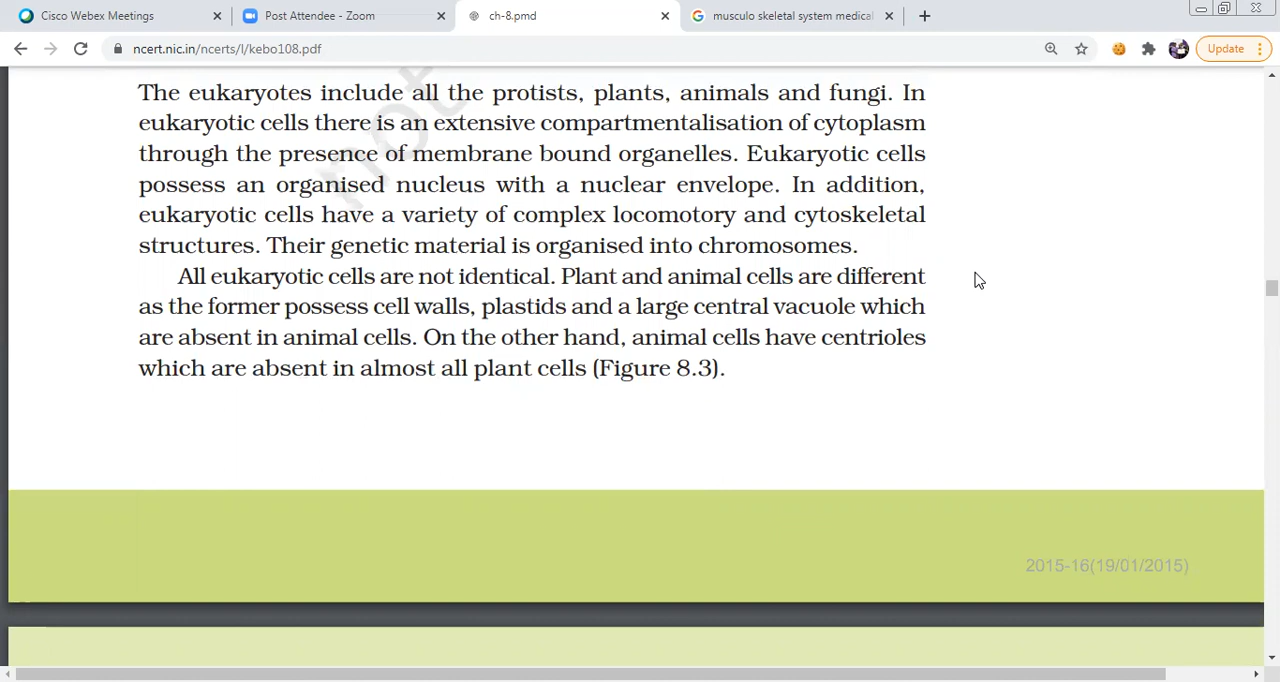 Cisco Webex Meetings
Post Attendee - Zoom
ch-8.pmd
musculo skeletal system medical
ncert.nic.in/ncerts/l/kebo108.pdf
Update
The eukaryotes include all the protists, plants, animals and fungi. In
eukaryotic cells there is an extensive compartmentalisation of cytoplasm
through the presence of membrane bound organelles. Eukaryotic cells
possess an organised nucleus with a nuclear envelope. In addition,
eukaryotic cells have a variety of complex locomotory and cytoskeletal
structures. Their genetic material is organised into chromosomes.
All eukaryotic cells are not identical. Plant and animal cells are different
as the former possess cell walls, plastids and a large central vacuole which
are absent in animal cells. On the other hand, animal cells have centrioles
which are absent in almost all plant cells (Figure 8.3).
not
2015-16(19/01/2015)